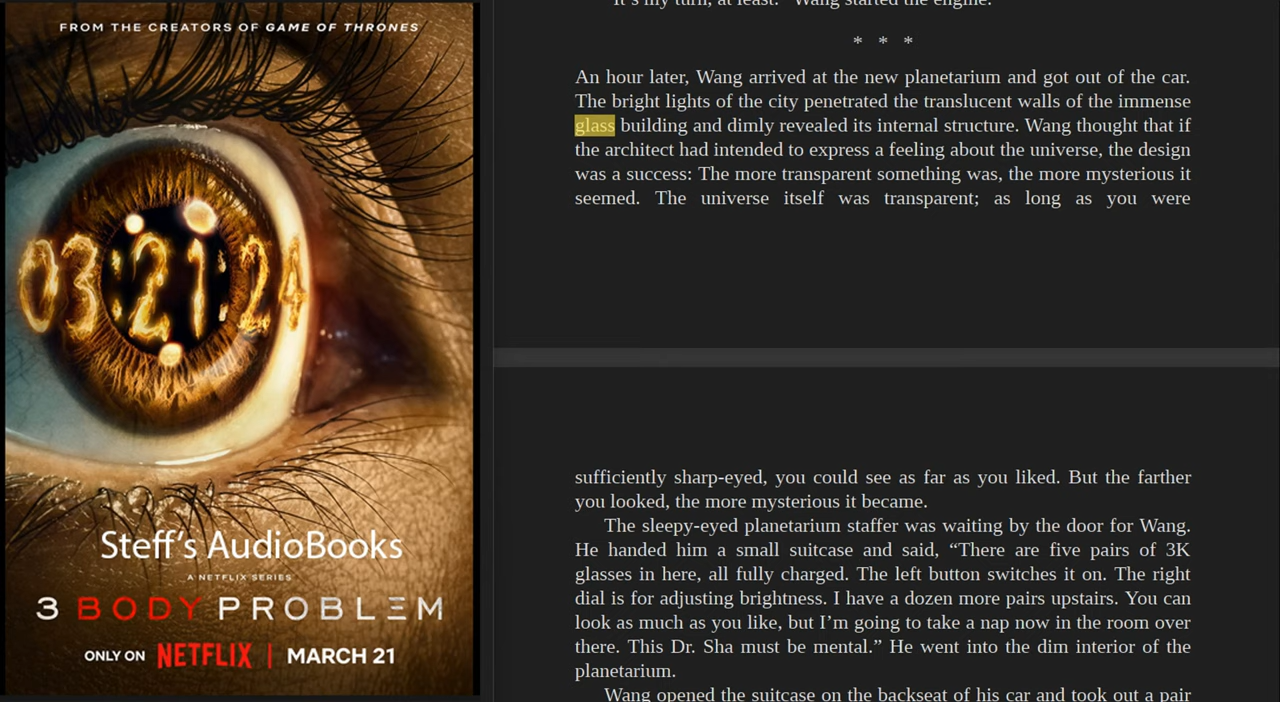 FROM THE CREATORS OF GAME OF THRONES
03:21:24
Steff's AudioBooks
A NETFLIX SERIES
3 BODY PROBLEM
ONLY ON NETFLIX | MARCH 21
It's my turn, at least.” Wang started the engine.
* * *
An hour later, Wang arrived at the new planetarium and got out of the car.
The bright lights of the city penetrated the translucent walls of the immense
glass building and dimly revealed its internal structure. Wang thought that if
the architect had intended to express a feeling about the universe, the design
was a success: The more transparent something was, the more mysterious it
seemed. The universe itself was transparent; as long as you were
sufficiently sharp-eyed, you could see as far as you liked. But the farther
you looked, the more mysterious it became.
The sleepy-eyed planetarium staffer was waiting by the door for Wang.
He handed him a small suitcase and said, “There are five pairs of 3K
glasses in here, all fully charged. The left button switches it on. The right
dial is for adjusting brightness. I have a dozen more pairs upstairs. You can
look as much as you like, but I’m going to take a nap now in the room over
there. This Dr. Sha must be mental.” He went into the dim interior of the
planetarium.
Wang opened the suitcase on the backseat of his car and took out a pair